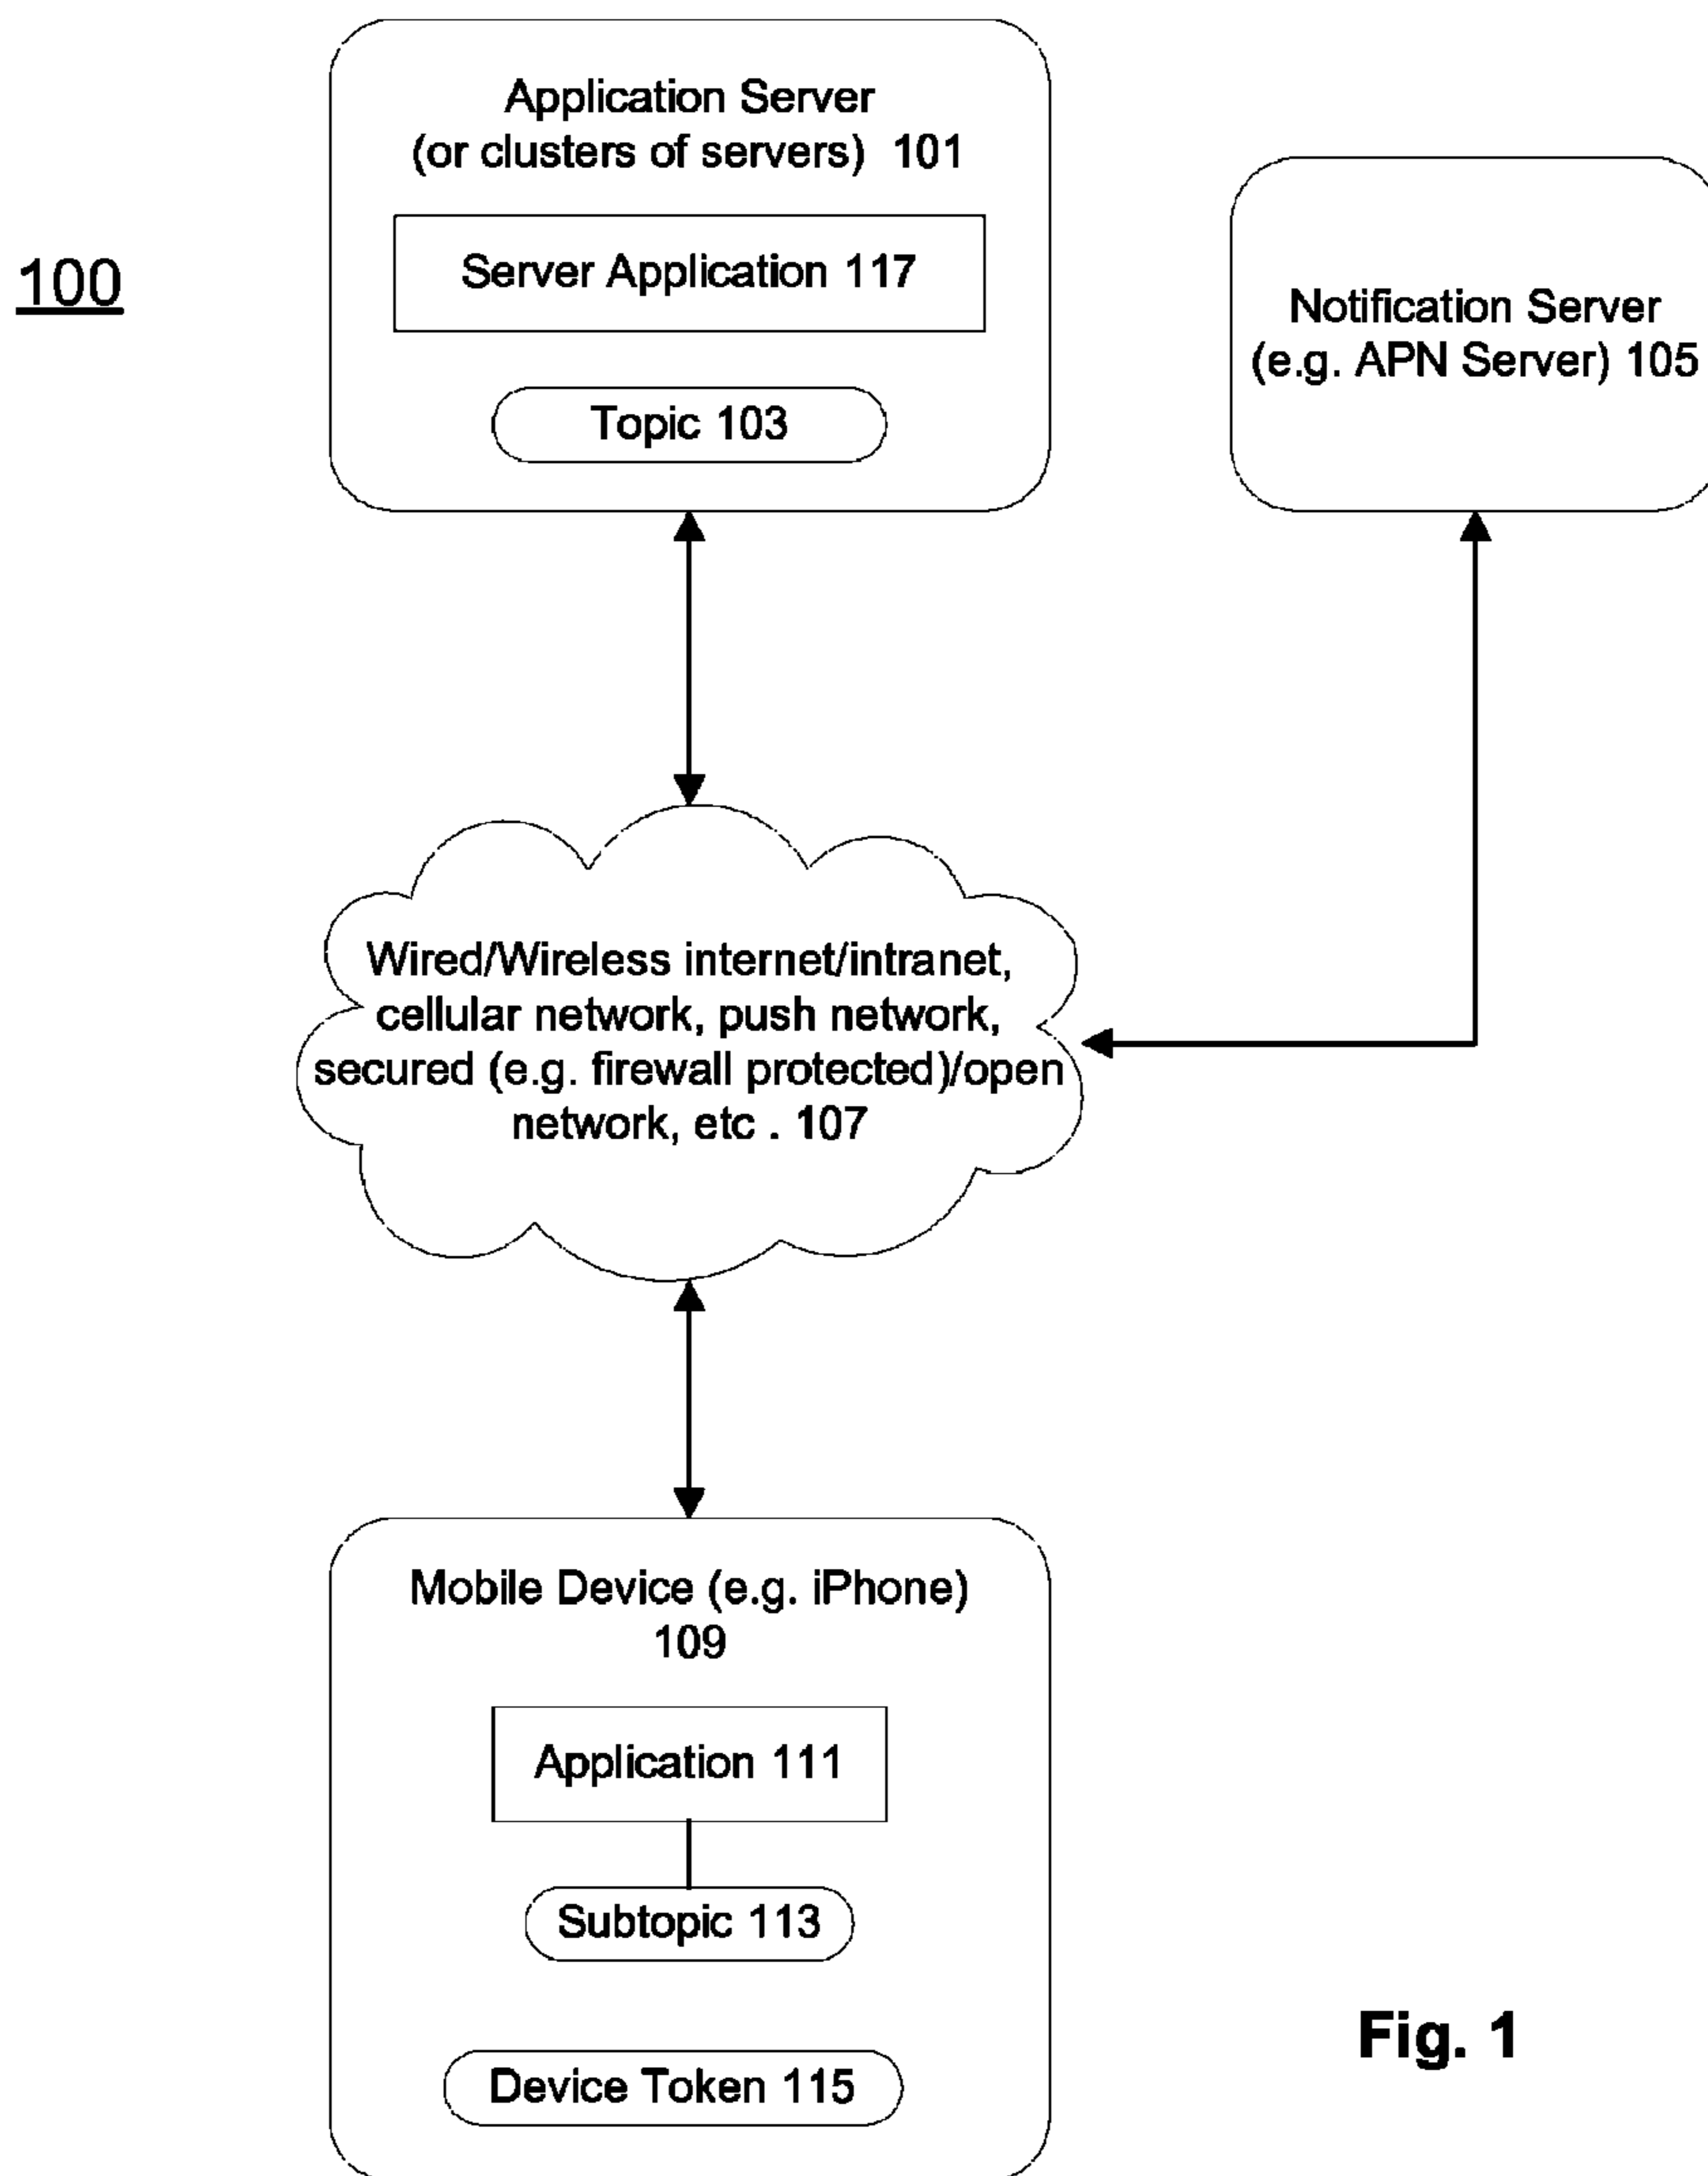 Application Server
(or clusters of servers) 101
Server Application 117
Topic 103
100
Notification Server
(e.g. APN Server) 105
Wired/Wireless internet/intranet,
cellular network, push network,
secured (e.g. firewall protected)/open
network, etc . 107
Mobile Device (e.g. iPhone)
109
Application 111
Subtopic 113
Device Token 115
Fig. 1